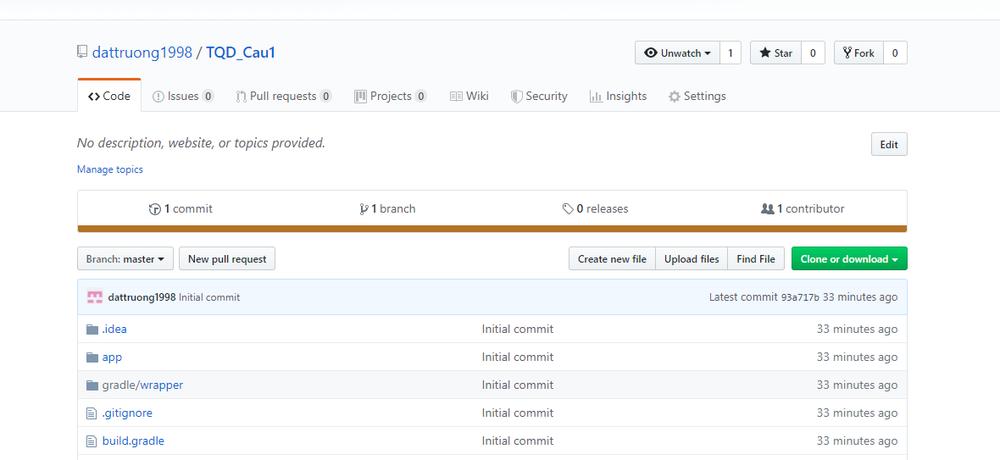 dattruong1998 / TQD_Cau1
Unwatch 1 Star 0 Fork 0
Code Issues 0 Pull requests 0 Projects 0 Wiki Security Insights Settings
No description, website, or topics provided.
Edit
Manage topics
1 commit 1 branch 0 releases 1 contributor
Branch: master New pull request Create new file Upload files Find File Clone or download
dattruong1998 Initial commit Latest commit 93a717b 33 minutes ago
.idea Initial commit 33 minutes ago
app Initial commit 33 minutes ago
gradle/wrapper Initial commit 33 minutes ago
.gitignore Initial commit 33 minutes ago
build.gradle Initial commit 33 minutes ago